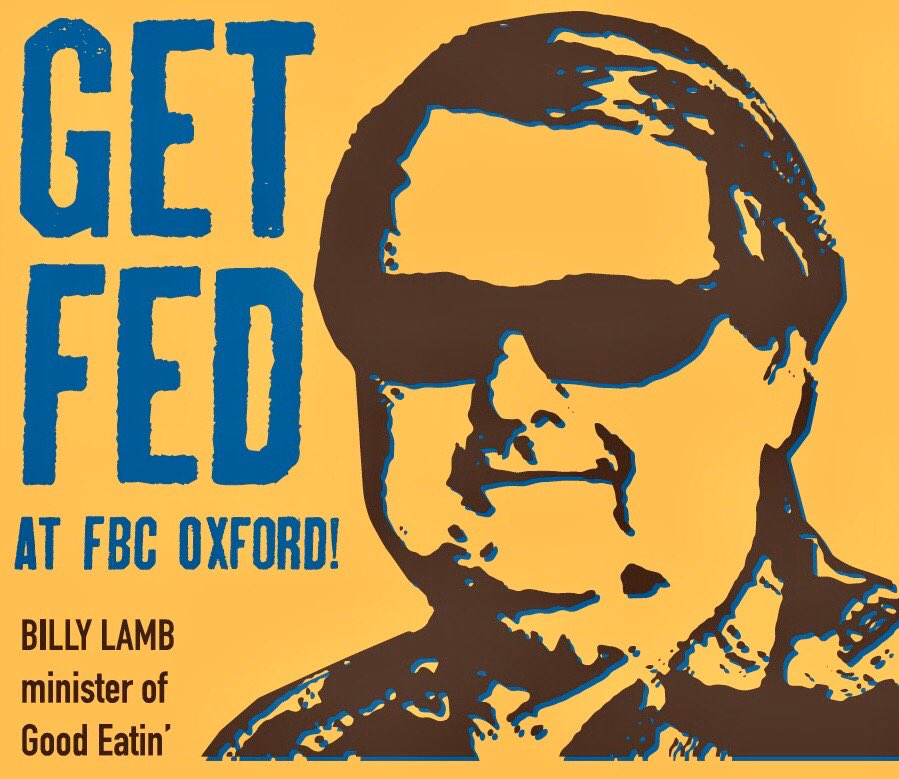 GET
FED
AT FBC OXFORD!
BILLY LAMB
minister of
Good Eatin'